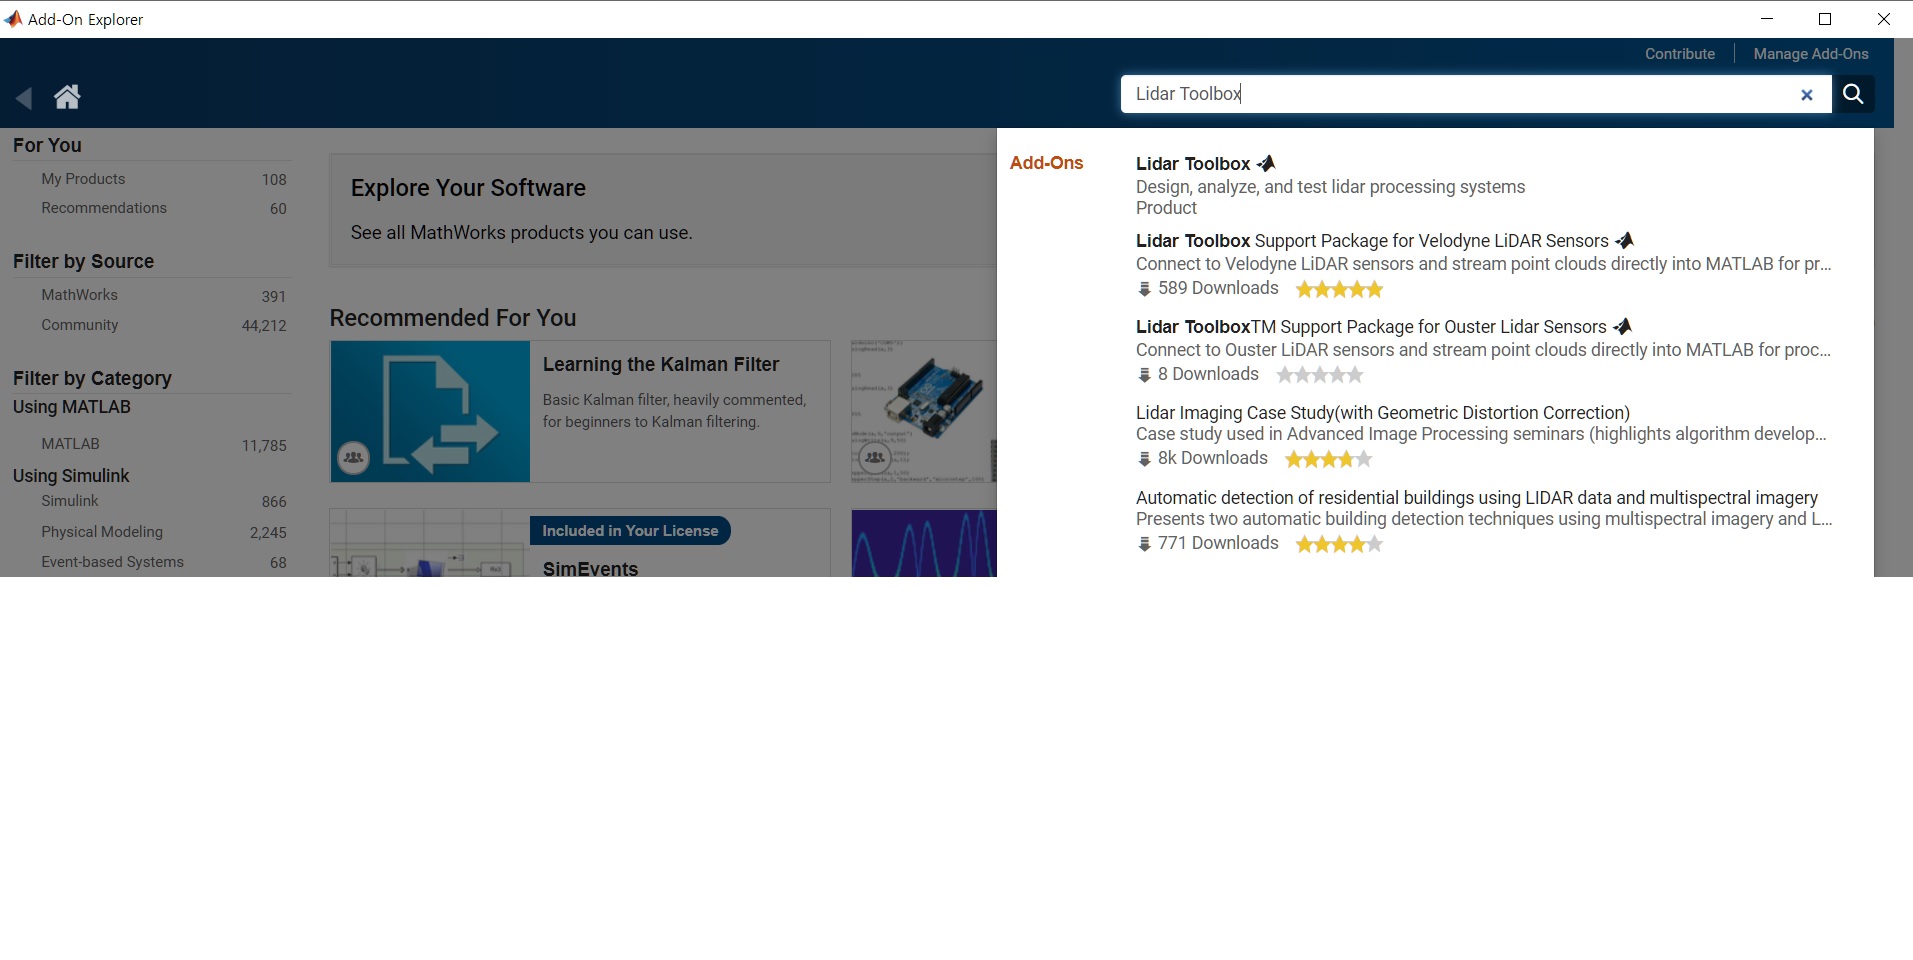 Add-On Explorer
Contribute
Manage Add-Ons
Lidar Toolbox
For You
My Products 108
Recommendations 60
Filter by Source
MathWorks 391
Community 44,212
Filter by Category
Using MATLAB
MATLAB 11,785
Using Simulink
Simulink 866
Physical Modeling 2,245
Event-based Systems 68
Explore Your Software
See all MathWorks products you can use.
Recommended For You
Learning the Kalman Filter
Basic Kalman filter, heavily commented,
for beginners to Kalman filtering.
Included in Your License
SimEvents
Add-Ons
Lidar Toolbox
Design, analyze, and test lidar processing systems
Product
Lidar Toolbox Support Package for Velodyne LiDAR Sensors
Connect to Velodyne LiDAR sensors and stream point clouds directly into MATLAB for pr...
589 Downloads
Lidar ToolboxTM Support Package for Ouster Lidar Sensors
Connect to Ouster LiDAR sensors and stream point clouds directly into MATLAB for proc...
8 Downloads
Lidar Imaging Case Study(with Geometric Distortion Correction)
Case study used in Advanced Image Processing seminars (highlights algorithm develop...
8k Downloads
Automatic detection of residential buildings using LIDAR data and multispectral imagery
Presents two automatic building detection techniques using multispectral imagery and L...
771 Downloads